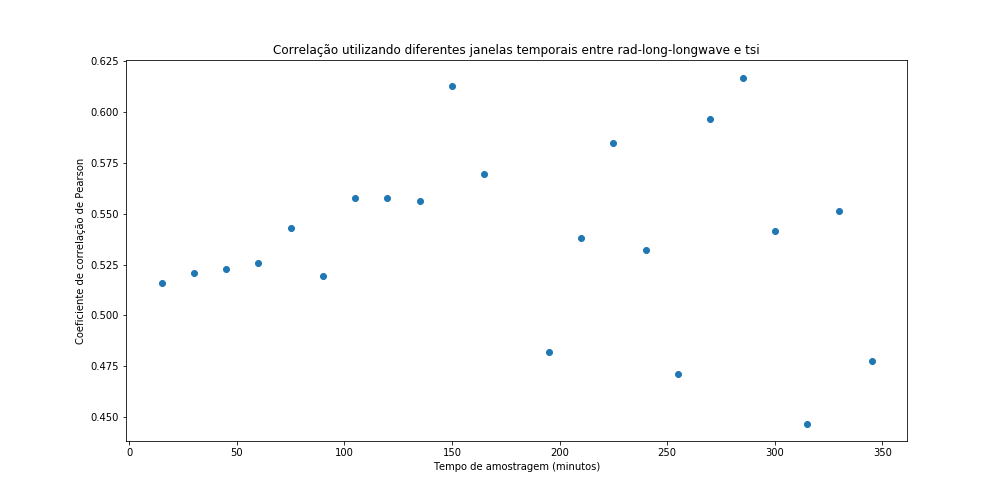 Correlação utilizando diferentes janelas temporais entre rad-long-longwave e tsi
0.625
0.600
0.575
0.550
0.525
0.500
0.475
0.450
Coeficiente de correlação de Pearson
0 50 100 150 200 250 300 350
Tempo de amostragem (minutos)